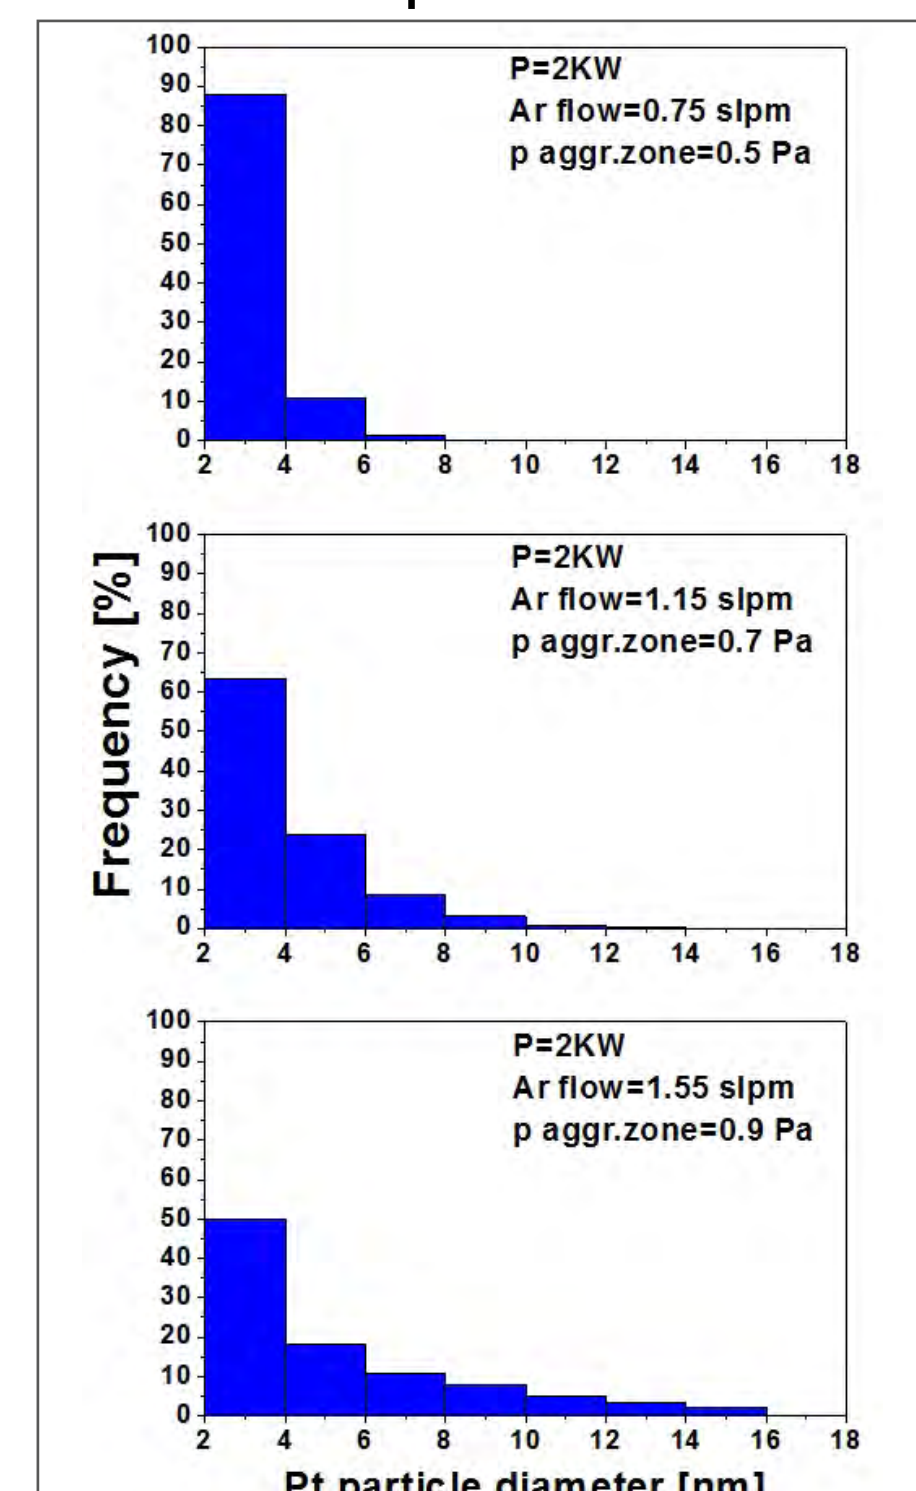 100
90
80
70
60
50
40
30
20
10
0
P=2KW
Ar flow=0.75 slpm
p aggr.zone=0.5 Pa
2 4 6 8 10 12 14 16 18
Frequency [%]
100
90
80
70
60
50
40
30
20
10
0
P=2KW
Ar flow=1.15 slpm
p aggr.zone=0.7 Pa
2 4 6 8 10 12 14 16 18
100
90
80
70
60
50
40
30
20
10
0
P=2KW
Ar flow=1.55 slpm
p aggr.zone=0.9 Pa
2 4 6 8 10 12 14 16 18
Pt particle diameter [nm]